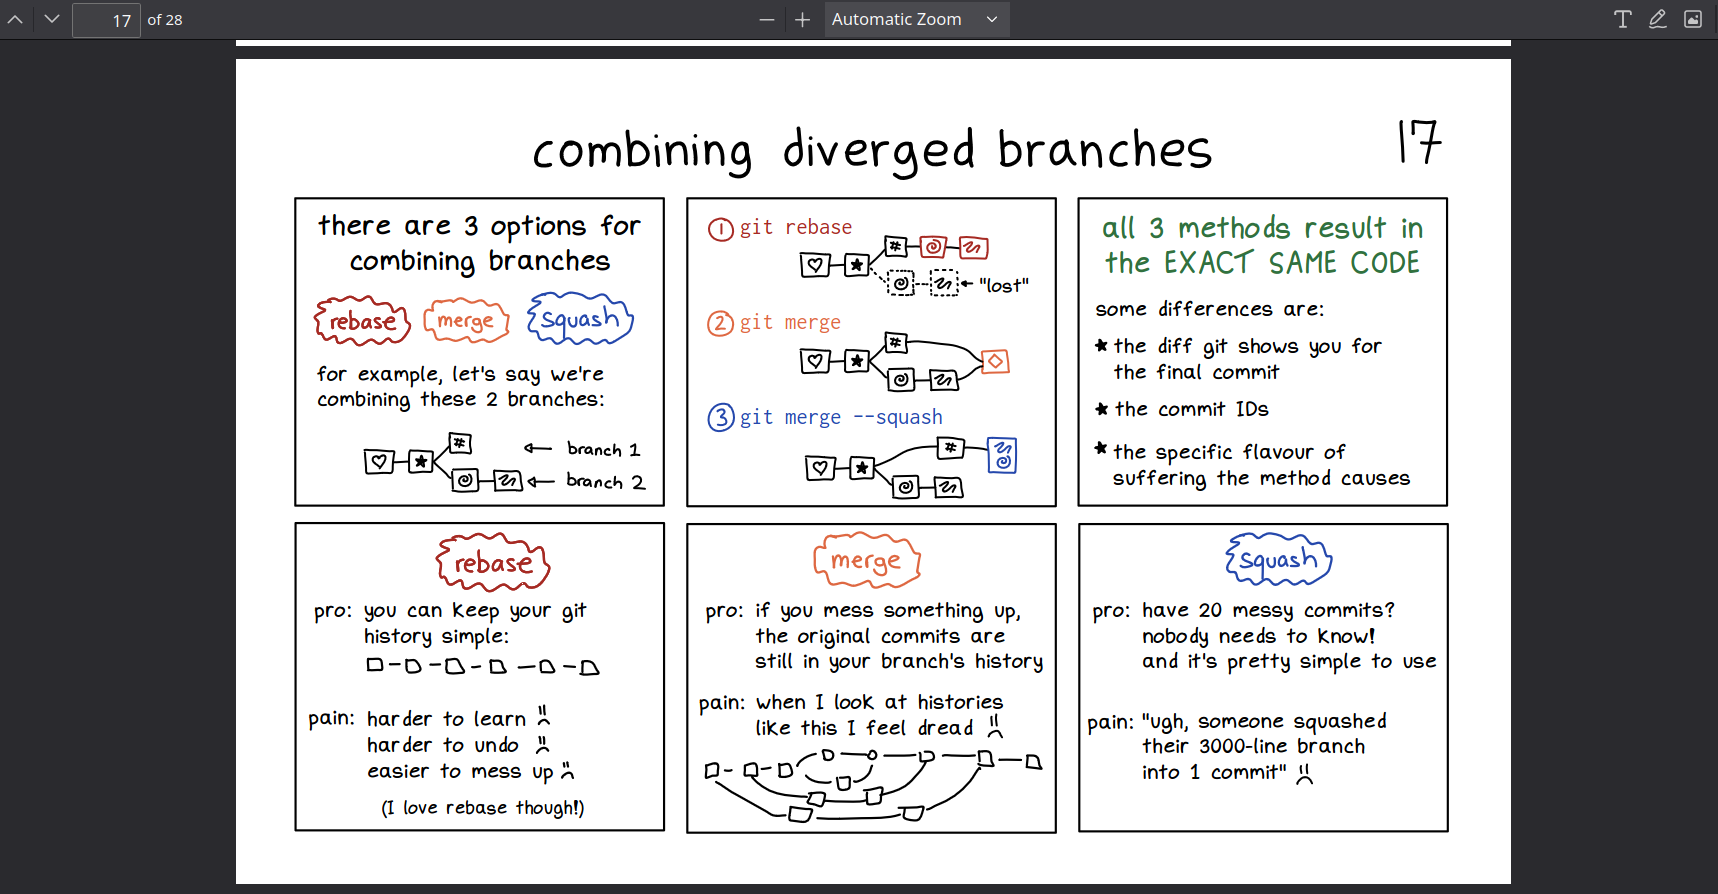 17 of 28
Automatic Zoom
combining diverged branches
17
there are 3 options for
combining branches
rebase merge squash
for example, let's say we're
combining these 2 branches:
# branch 1
branch 2
1 git rebase
#
"lost"
2 git merge
#
3 git merge --squash
#
all 3 methods result in
the EXACT SAME CODE
some differences are:
★ the diff git shows you for
the final commit
★ the commit IDs
★ the specific flavour of
suffering the method causes
rebase
pro: you can keep your git
history simple:
pain: harder to learn
harder to undo
easier to mess up
(I love rebase though!)
merge
pro: if you mess something up,
the original commits are
still in your branch's history
pain: when I look at histories
like this I feel dread
squash
pro: have 20 messy commits?
nobody needs to know!
and it's pretty simple to use
pain: "ugh, someone squashed
their 3000-line branch
into 1 commit"